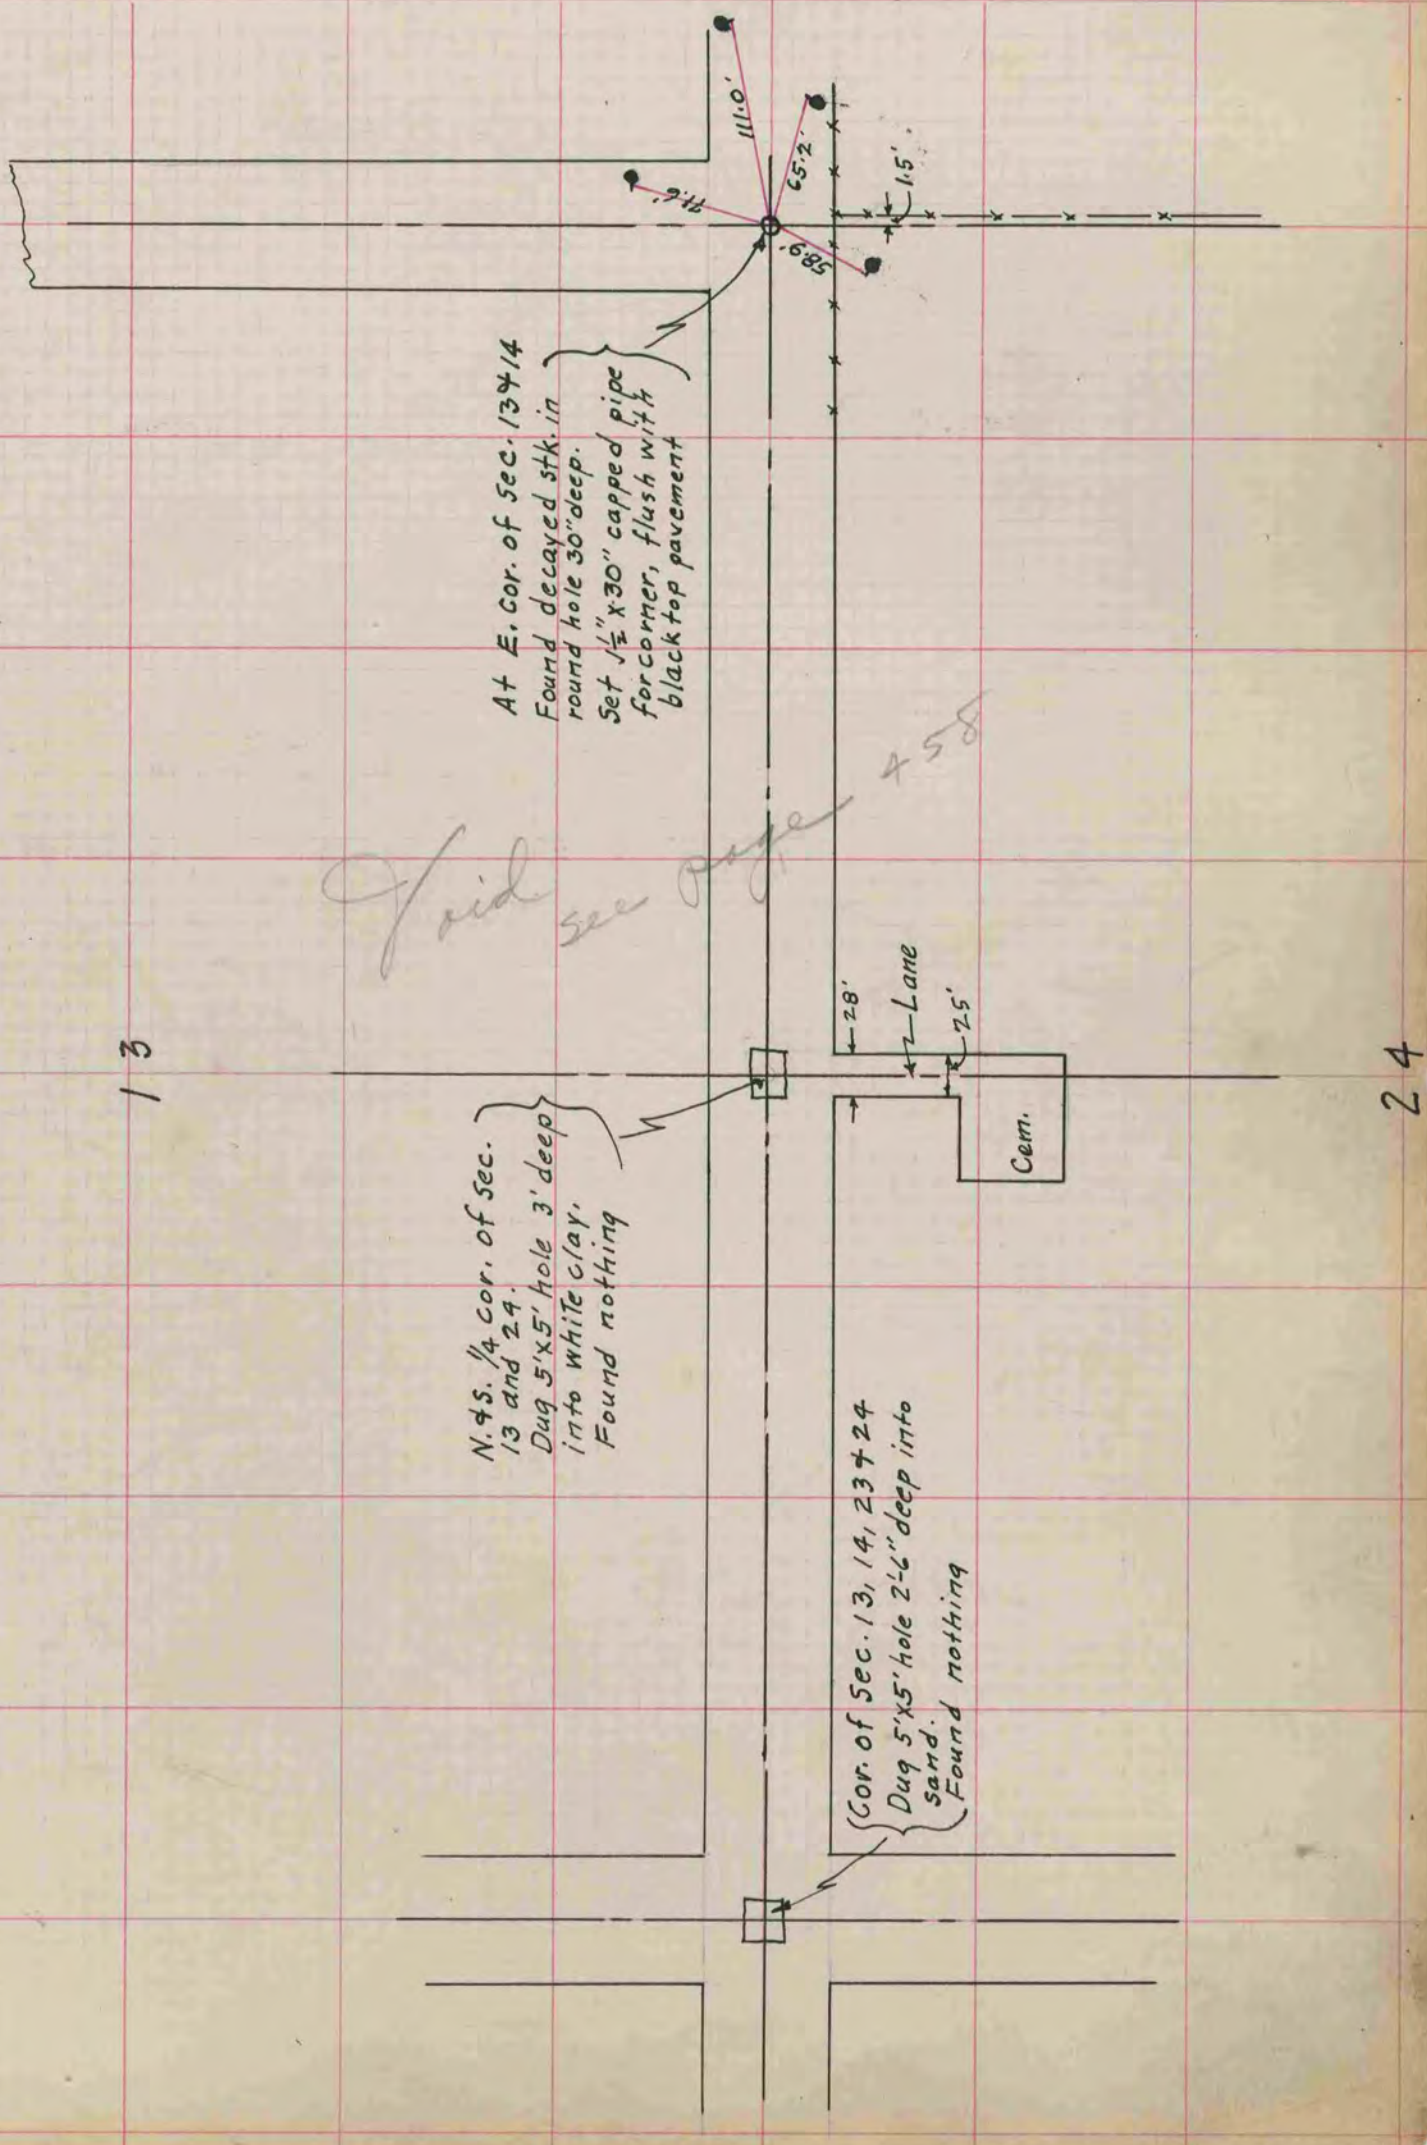 13
N.&S. 1/4 cor. of Sec.
13 and 24.
Dug 5'x5' hole 3' deep
into white clay.
Found nothing
At E. cor. of Sec. 13 & 14
Found decayed stk. in
round hole 30" deep.
Set 1½" x 30" capped pipe
for corner, flush with
blacktop pavement
111.0'
65.2'
58.9'
1.5'
Void
see page 458
Cor. of Sec. 13, 14, 23 & 24
Dug 5'x5' hole 2'-6" deep into
sand.
Found nothing
28'
Lane
25'
Cem.
24